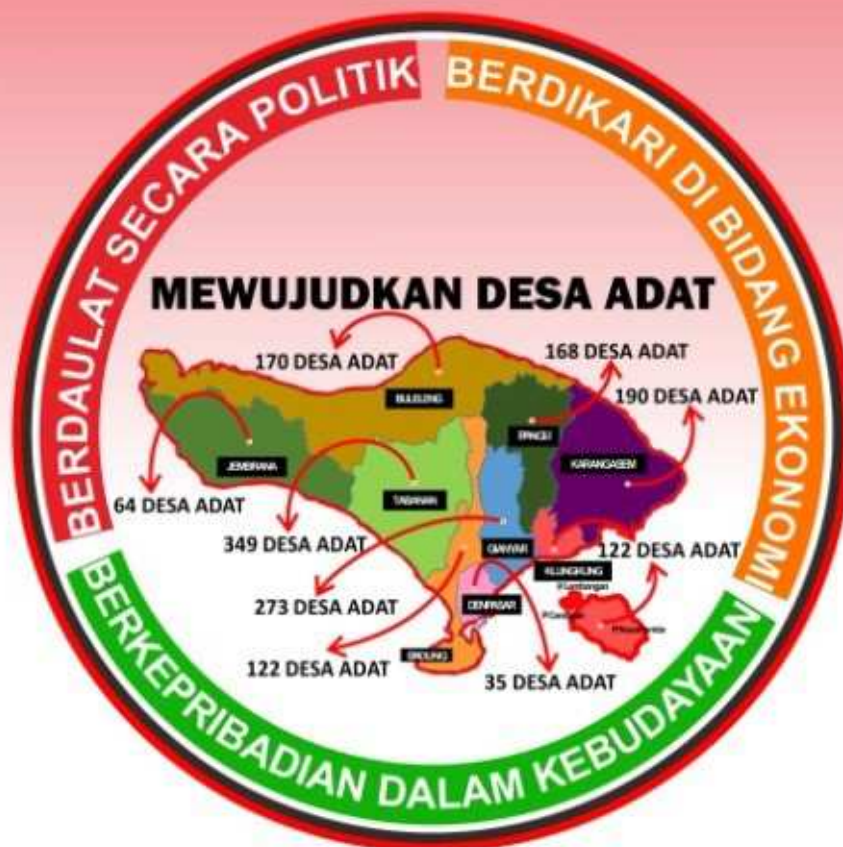 BERDAULAT SECARA POLITIK
BERDIKARI DI BIDANG EKONOMI
MEWUJUDKAN DESA ADAT
170 DESA ADAT
168 DESA ADAT
190 DESA ADAT
BULELENG
JEMBRANA
TABANAN
KARANGASEM
64 DESA ADAT
349 DESA ADAT
GIANYAR
122 DESA ADAT
KLUNGKUNG
273 DESA ADAT
DENPASAR
122 DESA ADAT
35 DESA ADAT
BERKEPRIBADIAN DALAM KEBUDAYAAN